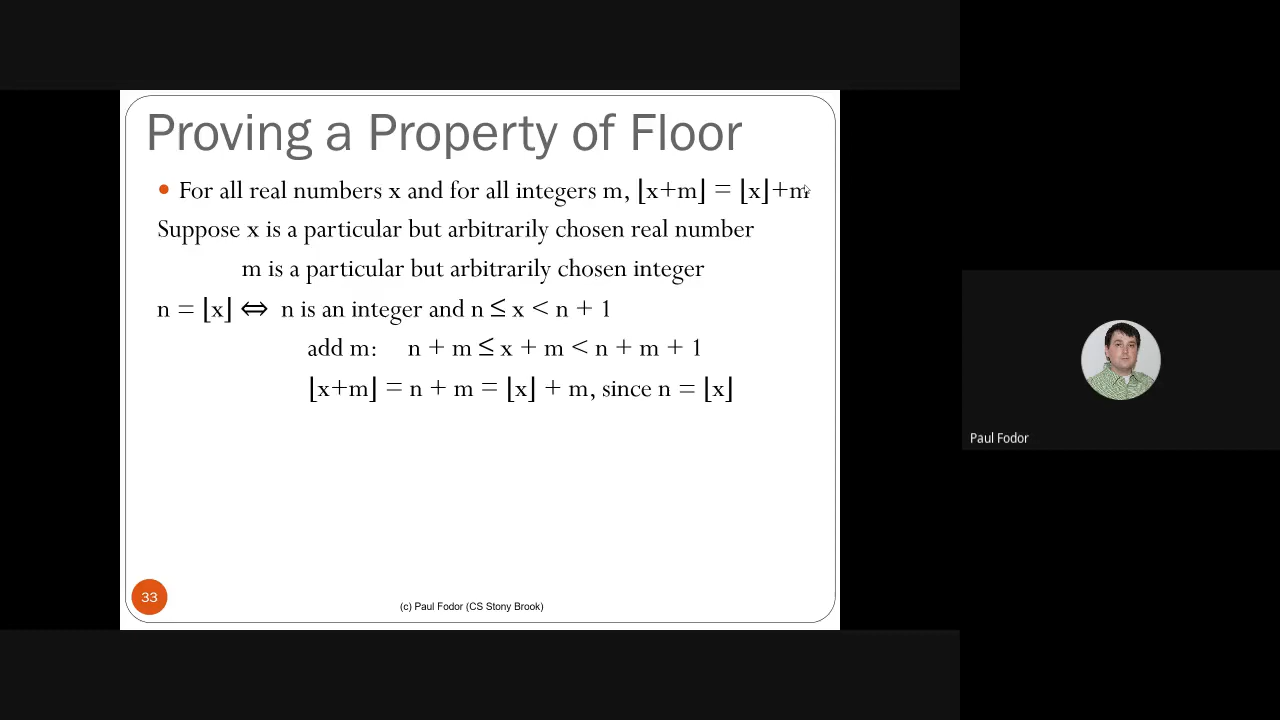 Proving a Property of Floor
• For all real numbers x and for all integers m, ⌊x+m⌋ = ⌊x⌋+m
Suppose x is a particular but arbitrarily chosen real number
m is a particular but arbitrarily chosen integer
n = ⌊x⌋ ⇔ n is an integer and n ≤ x < n + 1
add m: n + m ≤ x + m < n + m + 1
⌊x+m⌋ = n + m = ⌊x⌋ + m, since n = ⌊x⌋
33
(c) Paul Fodor (CS Stony Brook)
Paul Fodor